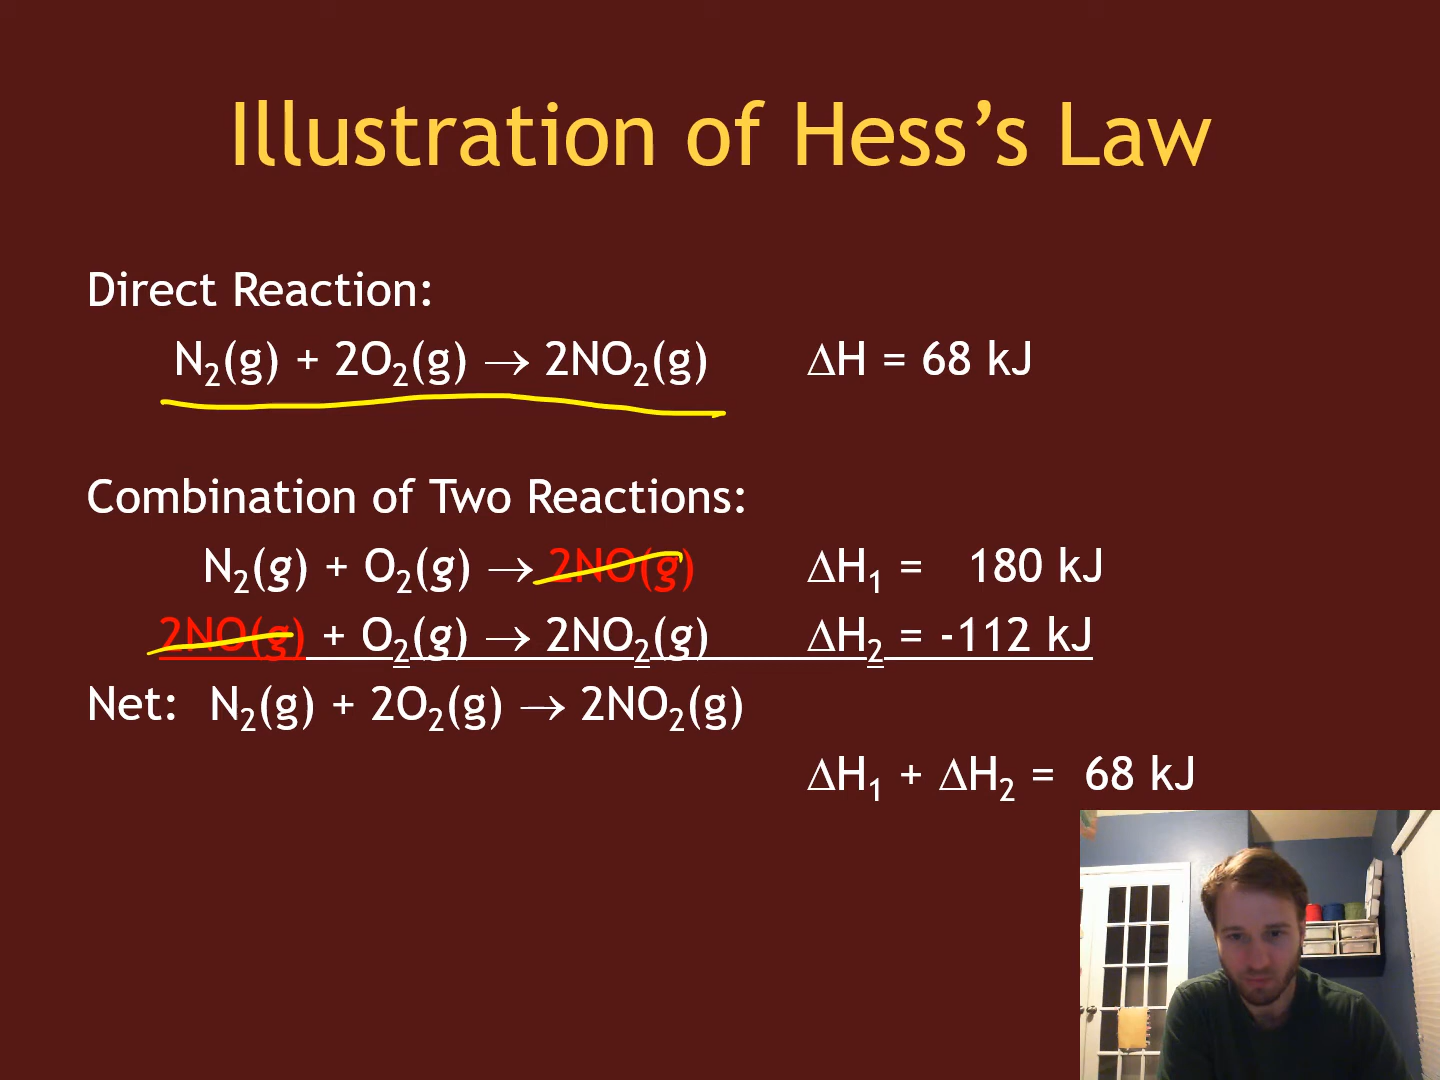 Illustration of Hess’s Law
Direct Reaction:
N₂(g) + 2O₂(g) → 2NO₂(g) ΔH = 68 kJ
Combination of Two Reactions:
N₂(g) + O₂(g) → 2NO(g) ΔH₁ = 180 kJ
2NO(g) + O₂(g) → 2NO₂(g) ΔH₂ = -112 kJ
Net: N₂(g) + 2O₂(g) → 2NO₂(g)
ΔH₁ + ΔH₂ = 68 kJ